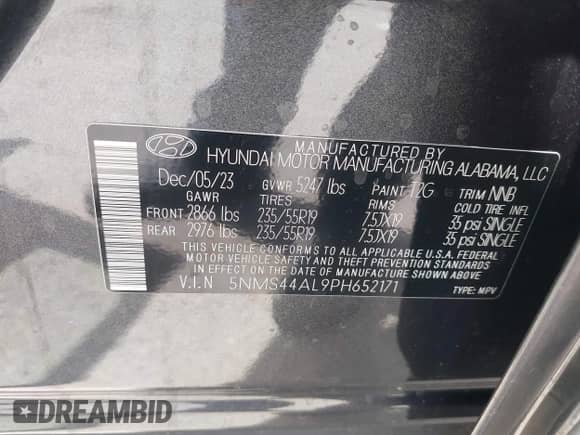 MANUFACTURED BY
HYUNDAI MOTOR MANUFACTURING ALABAMA, LLC
Dec/05/23 GVWR 5247 lbs PAINT T2G TRIM NNB
GAWR TIRES RIMS COLD TIRE INFL
FRONT 2866 lbs 235/55R19 7.5JX19 35 psi SINGLE
REAR 2976 lbs 235/55R19 7.5JX19 35 psi SINGLE
THIS VEHICLE CONFORMS TO ALL APPLICABLE U.S.A. FEDERAL
MOTOR VEHICLE SAFETY AND THEFT PREVENTION STANDARDS
IN EFFECT ON THE DATE OF MANUFACTURE SHOWN ABOVE.
V.I.N 5NMS44AL9PH652171 TYPE: MPV
DREAMBID